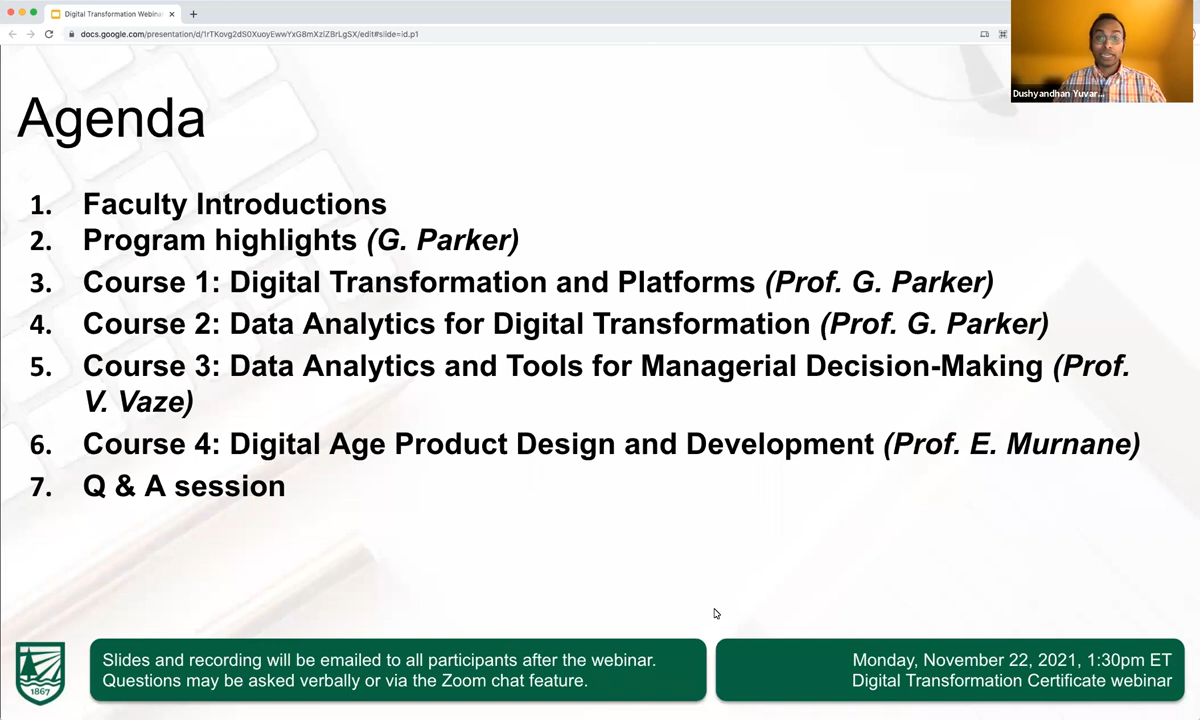 Digital Transformation Webina
docs.google.com/presentation/d/1rTKovg2dS0XuoyEwwYxG8mXziZBrLgSX/edit#slide=id.p1
Dushyandhan Yuvar...
Agenda
1. Faculty Introductions
2. Program highlights (G. Parker)
3. Course 1: Digital Transformation and Platforms (Prof. G. Parker)
4. Course 2: Data Analytics for Digital Transformation (Prof. G. Parker)
5. Course 3: Data Analytics and Tools for Managerial Decision-Making (Prof.
V. Vaze)
6. Course 4: Digital Age Product Design and Development (Prof. E. Murnane)
7. Q & A session
1867
Slides and recording will be emailed to all participants after the webinar.
Questions may be asked verbally or via the Zoom chat feature.
Monday, November 22, 2021, 1:30pm ET
Digital Transformation Certificate webinar